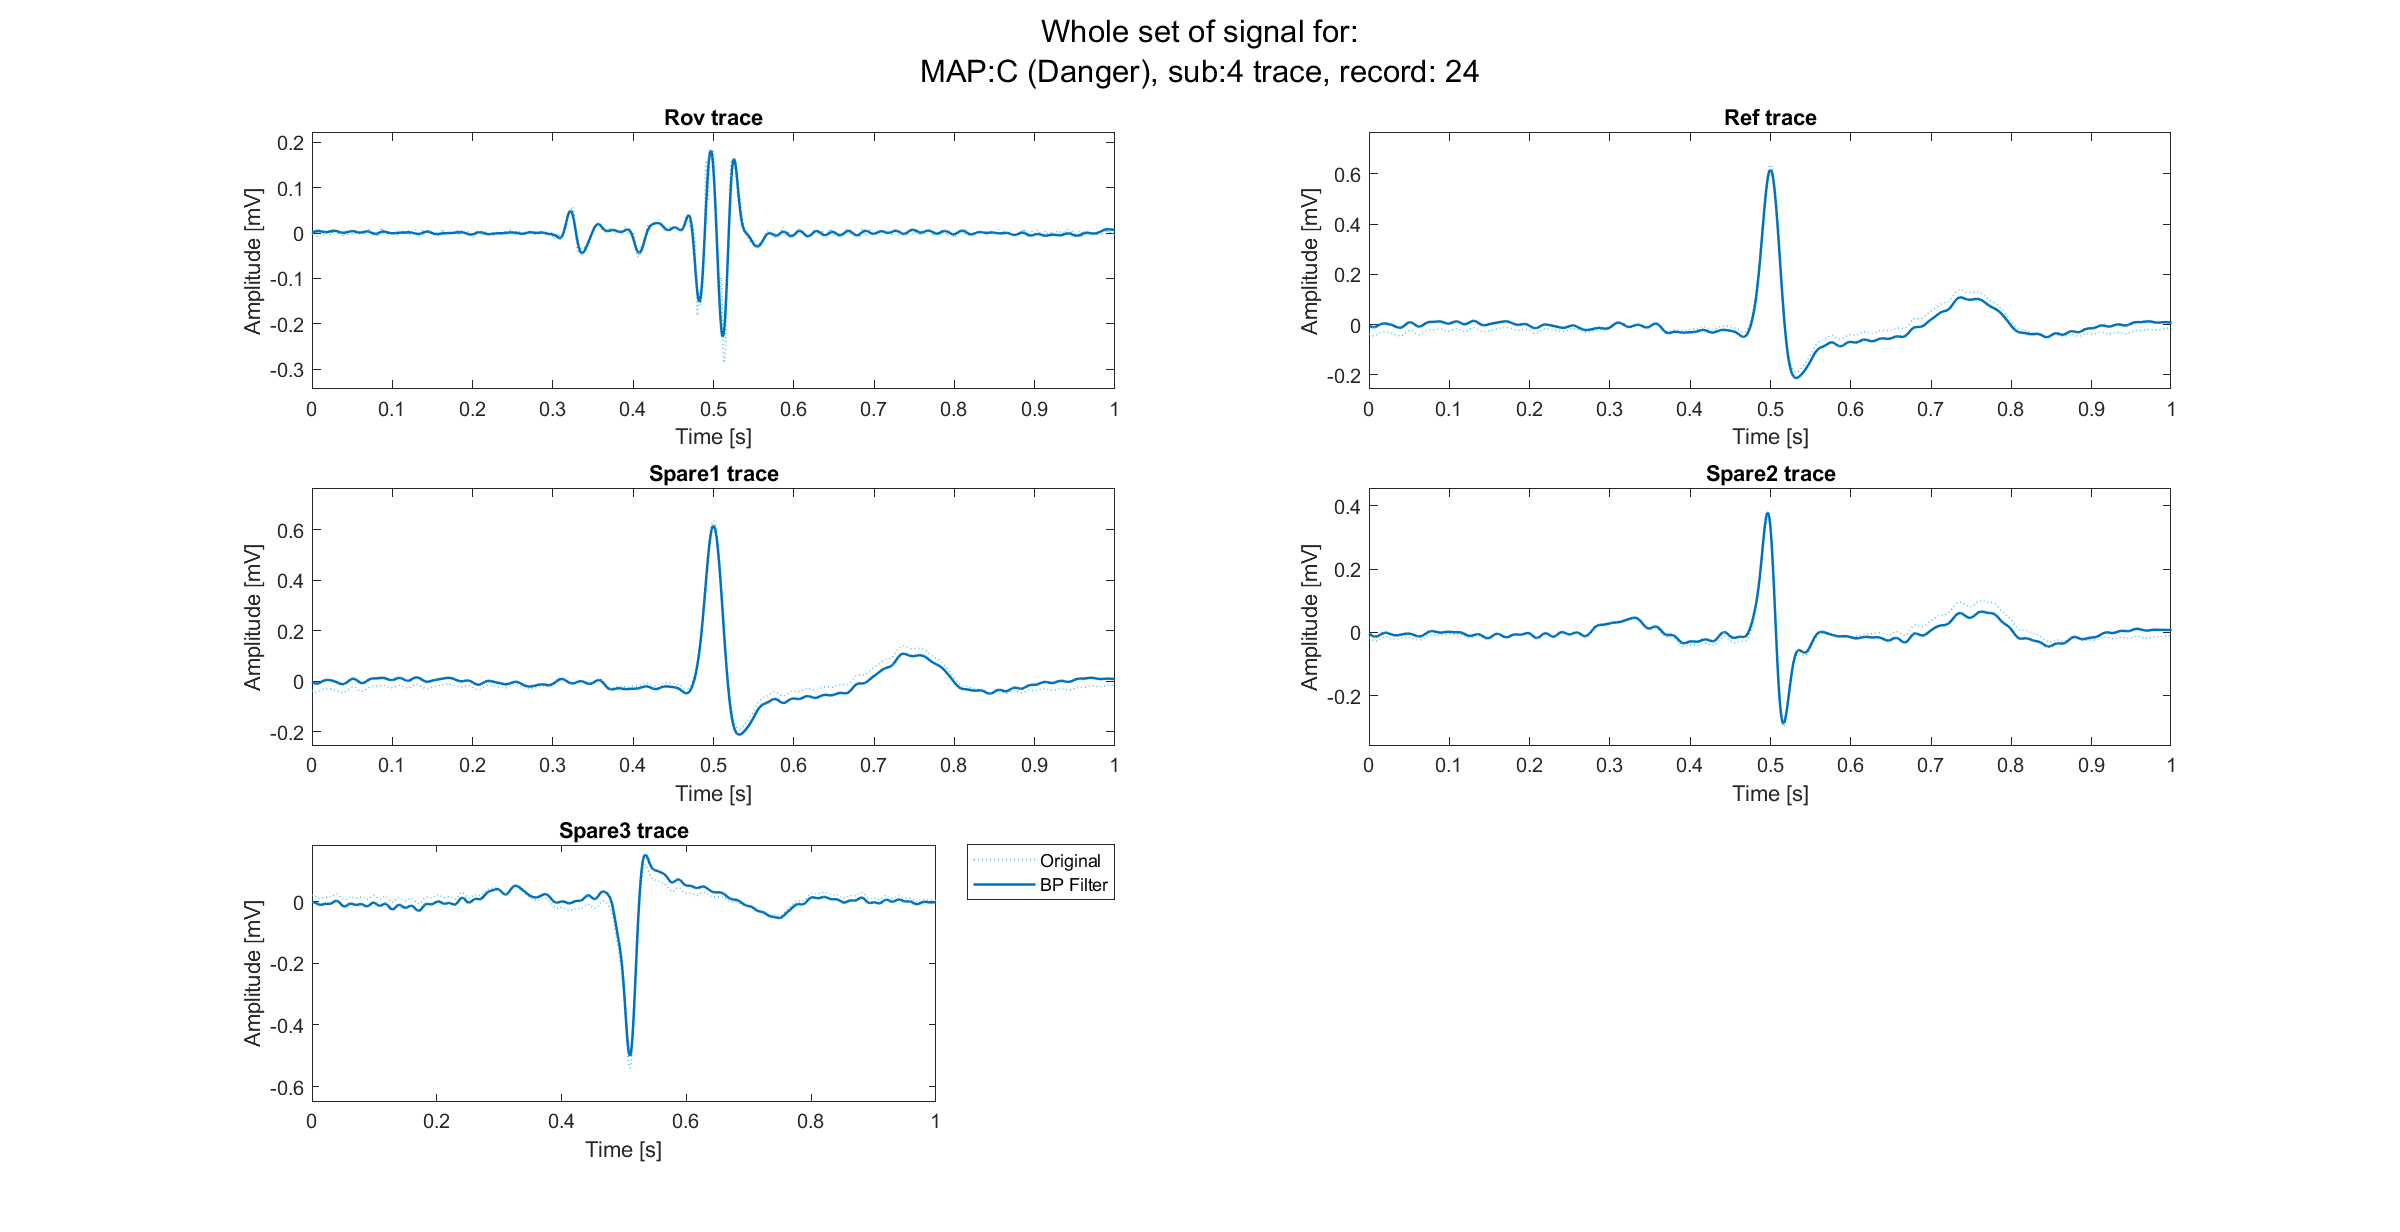 Whole set of signal for:
MAP:C (Danger), sub:4 trace, record: 24
Rov trace
0.2
0.1
0
-0.1
-0.2
-0.3
Amplitude [mV]
0 0.1 0.2 0.3 0.4 0.5 0.6 0.7 0.8 0.9 1
Time [s]
Ref trace
0.6
0.4
0.2
0
-0.2
Amplitude [mV]
0 0.1 0.2 0.3 0.4 0.5 0.6 0.7 0.8 0.9 1
Time [s]
Spare1 trace
0.6
0.4
0.2
0
-0.2
Amplitude [mV]
0 0.1 0.2 0.3 0.4 0.5 0.6 0.7 0.8 0.9 1
Time [s]
Spare2 trace
0.4
0.2
0
-0.2
Amplitude [mV]
0 0.1 0.2 0.3 0.4 0.5 0.6 0.7 0.8 0.9 1
Time [s]
Spare3 trace
0
-0.2
-0.4
-0.6
Amplitude [mV]
0 0.2 0.4 0.6 0.8 1
Time [s]
Original
BP Filter